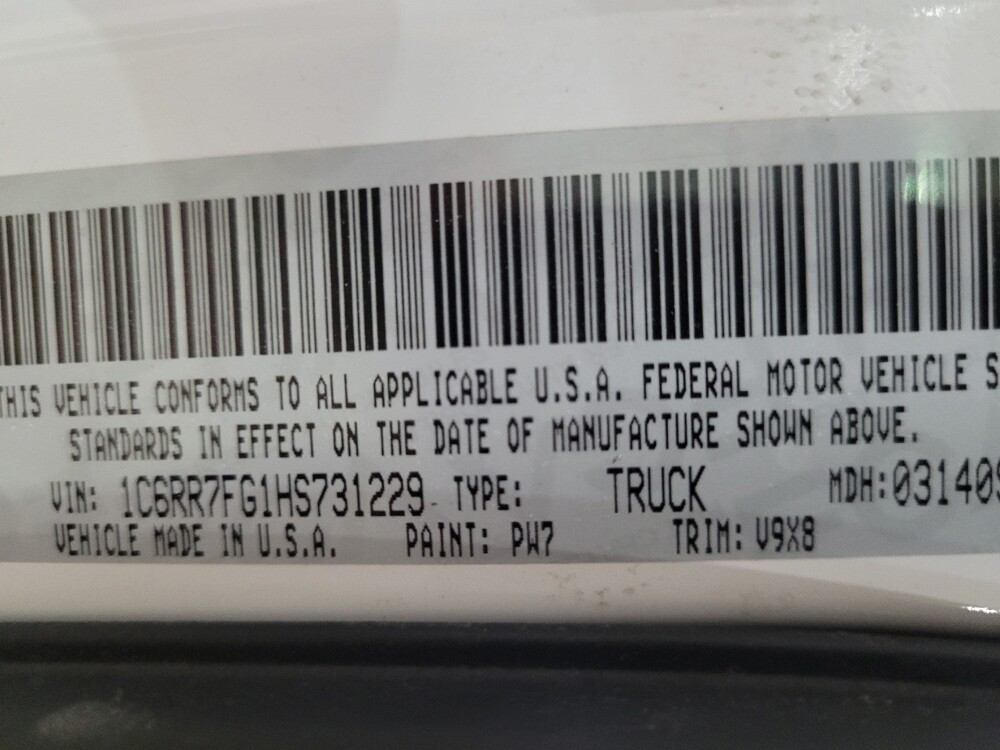 THIS VEHICLE CONFORMS TO ALL APPLICABLE U.S.A. FEDERAL MOTOR VEHICLE S
STANDARDS IN EFFECT ON THE DATE OF MANUFACTURE SHOWN ABOVE.
VIN: 1C6RR7FG1HS731229 TYPE: TRUCK MDH:031409
VEHICLE MADE IN U.S.A. PAINT: PW7 TRIM: V9X8